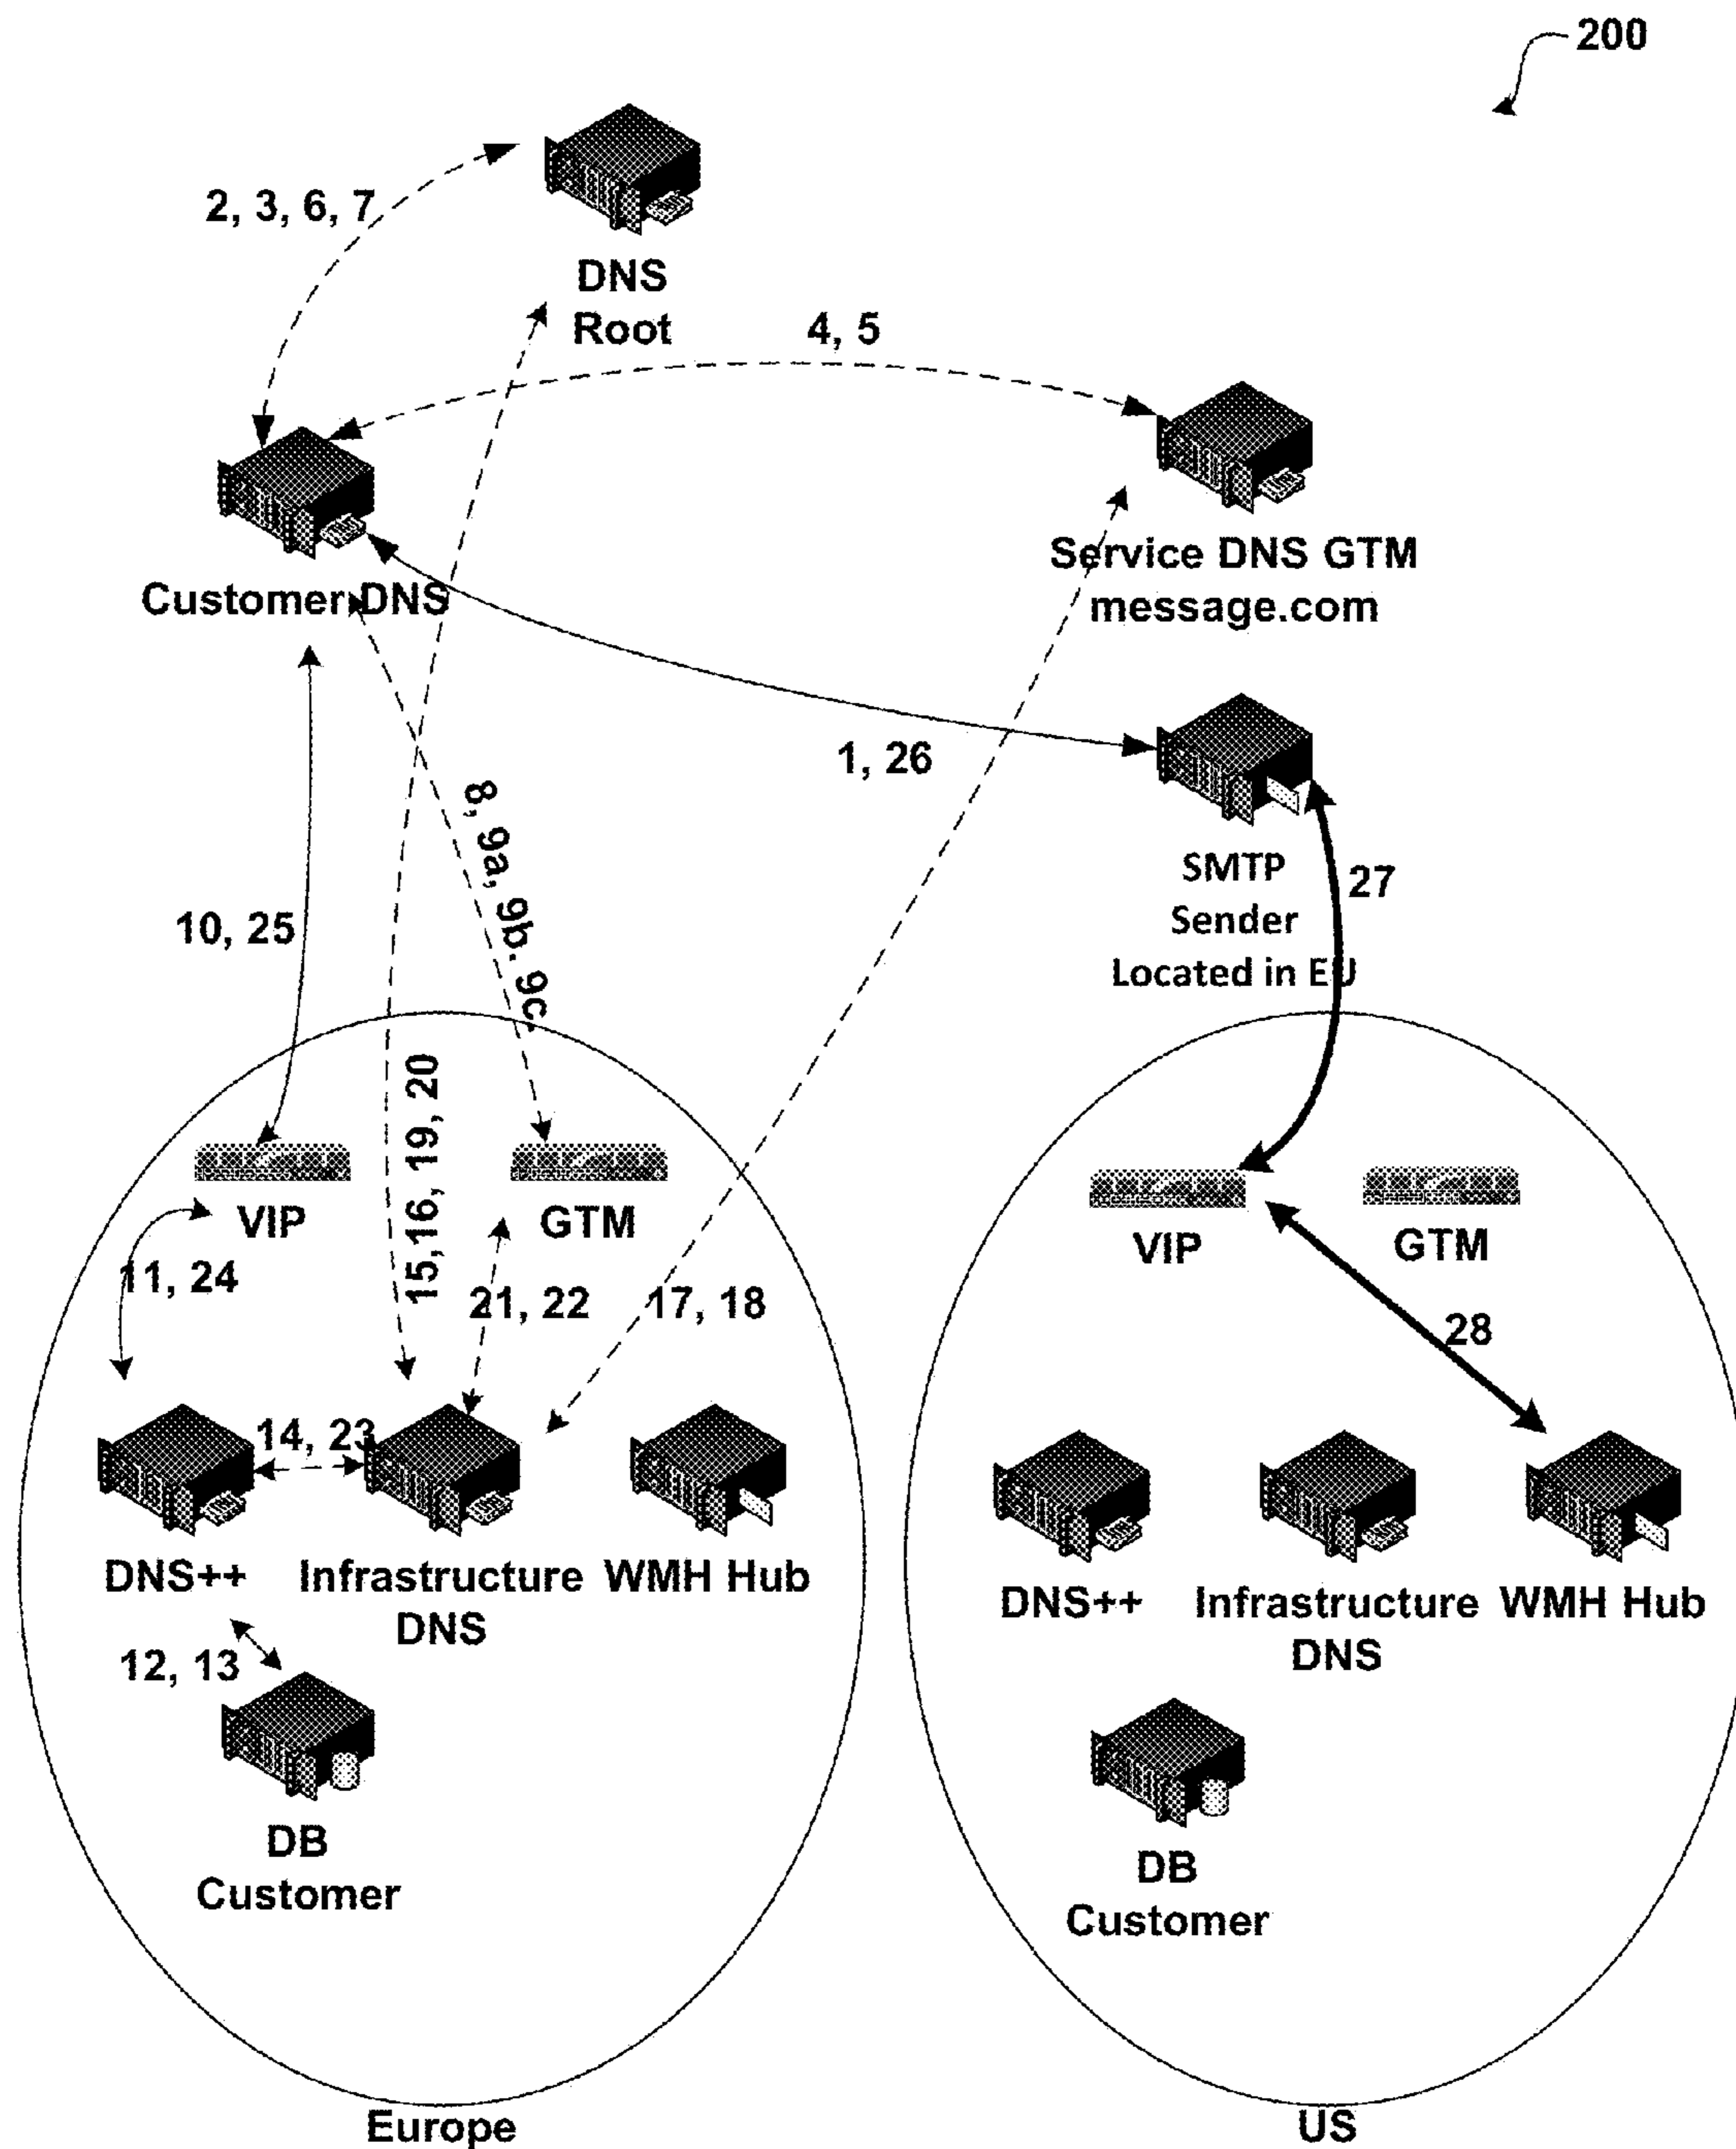 200
2, 3, 6, 7
DNS
Root
4, 5
Customer DNS
Service DNS GTM
message.com
1, 26
SMTP
Sender
Located in EU
27
8, 9a, 9b. 9c.
10, 25
15,16, 19, 20
VIP
GTM
11, 24
21, 22
17, 18
VIP
GTM
28
14, 23
DNS++
Infrastructure
DNS
WMH Hub
12, 13
DB
Customer
DNS++
Infrastructure
DNS
WMH Hub
DB
Customer
Europe
US